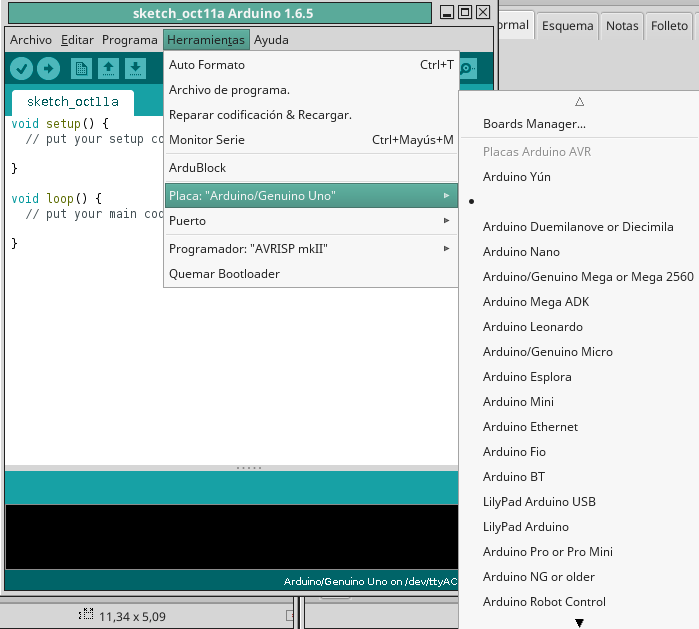 sketch_oct11a Arduino 1.6.5
Archivo Editar Programa Herramientas Ayuda
sketch_oct11a
void setup() {
// put your setup co
}
void loop() {
// put your main cod
}
Auto Formato Ctrl+T
Archivo de programa.
Reparar codificación & Recargar.
Monitor Serie Ctrl+Mayús+M
ArduBlock
Placa: "Arduino/Genuino Uno"
Puerto
Programador: "AVRISP mkII"
Quemar Bootloader
Boards Manager...
Placas Arduino AVR
Arduino Yún
Arduino Duemilanove or Diecimila
Arduino Nano
Arduino/Genuino Mega or Mega 2560
Arduino Mega ADK
Arduino Leonardo
Arduino/Genuino Micro
Arduino Esplora
Arduino Mini
Arduino Ethernet
Arduino Fio
Arduino BT
LilyPad Arduino USB
LilyPad Arduino
Arduino Pro or Pro Mini
Arduino NG or older
Arduino Robot Control
ormal Esquema Notas Folleto
Arduino/Genuino Uno on /dev/ttyAC
11,34 x 5,09